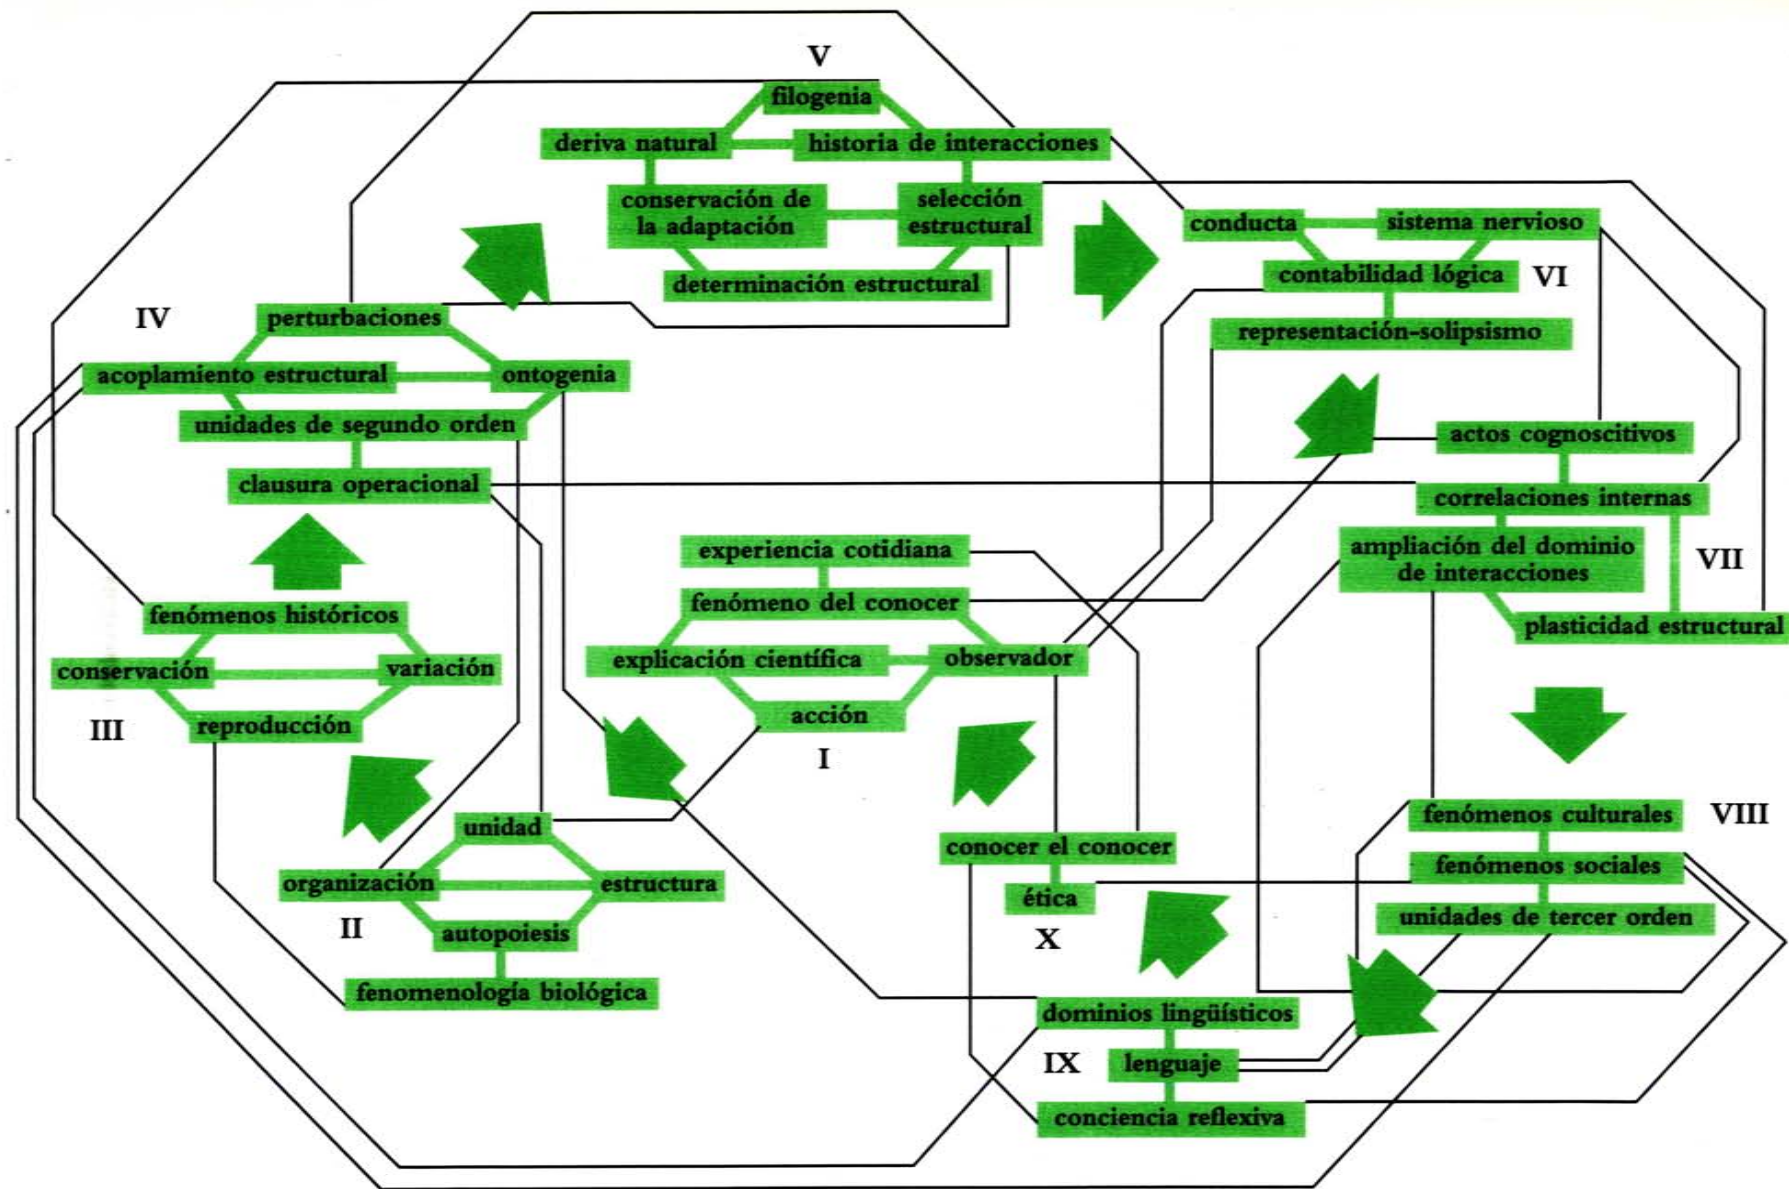 V
filogenia
deriva natural
historia de interacciones
conservación de
la adaptación
selección
estructural
determinación estructural
conducta
sistema nervioso
contabilidad lógica
VI
representación-solipsismo
IV
perturbaciones
acoplamiento estructural
ontogenia
unidades de segundo orden
clausura operacional
actos cognoscitivos
correlaciones internas
ampliación del dominio
de interacciones
VII
plasticidad estructural
experiencia cotidiana
fenómeno del conocer
explicación científica
observador
acción
I
fenómenos históricos
conservación
variación
III
reproducción
unidad
organización
estructura
II
autopoiesis
fenomenología biológica
conocer el conocer
ética
X
fenómenos culturales
VIII
fenómenos sociales
unidades de tercer orden
dominios lingüísticos
IX
lenguaje
conciencia reflexiva